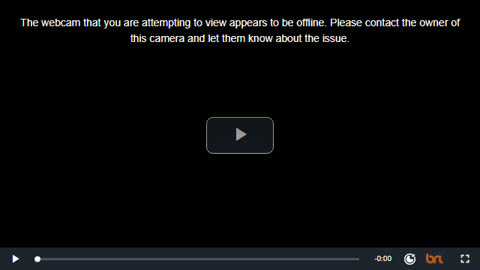 The webcam that you are attempting to view appears to be offline. Please contact the owner of
this camera and let them know about the issue.
-0:00